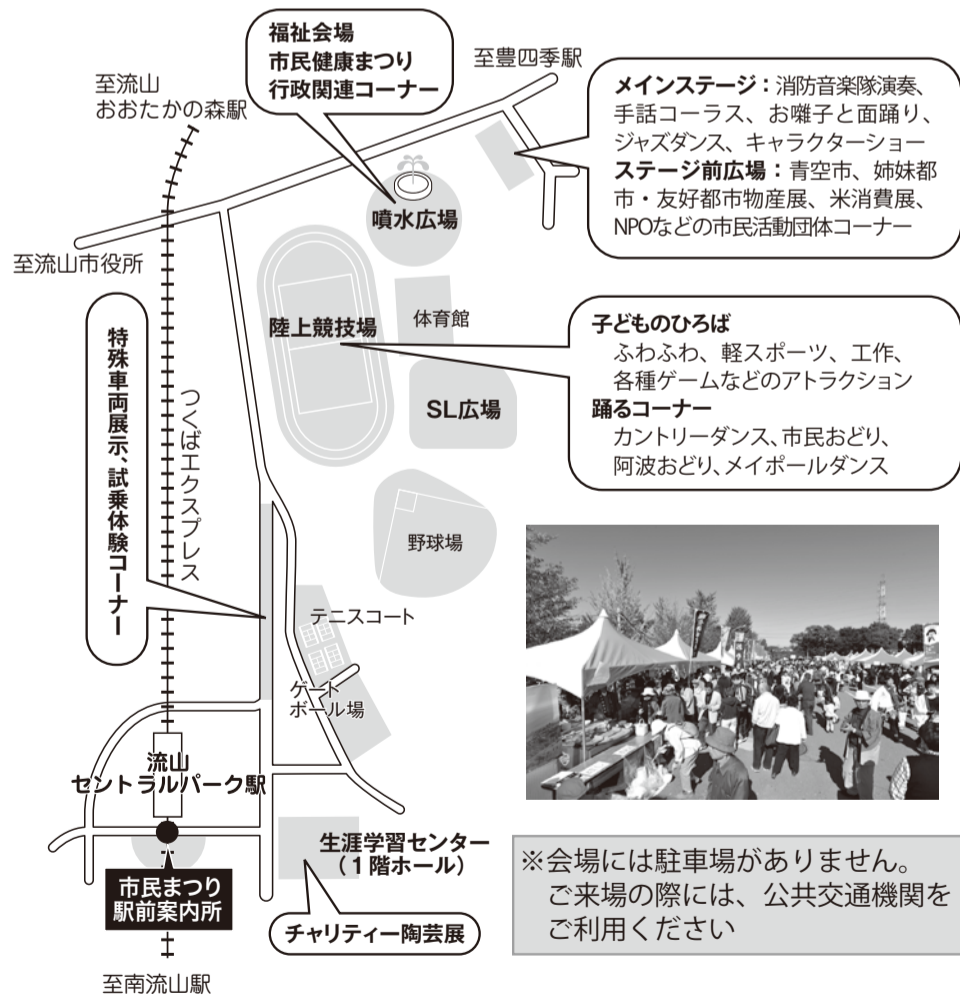 福祉会場
市民健康まつり
行政関連コーナー
至豊四季駅
至流山
おおたかの森駅
メインステージ：消防音楽隊演奏、
手話コーラス、お囃子と面踊り、
ジャズダンス、キャラクターショー
ステージ前広場：青空市、姉妹都
市・友好都市物産展、米消費展、
NPOなどの市民活動団体コーナー
噴水広場
至流山市役所
陸上競技場
体育館
子どものひろば
ふわふわ、軽スポーツ、工作、
各種ゲームなどのアトラクション
踊るコーナー
カントリーダンス、市民おどり、
阿波おどり、メイポールダンス
特殊車両展示、試乗体験コーナー
つくばエクスプレス
SL広場
野球場
テニスコート
ゲート
ボール場
流山
セントラルパーク駅
生涯学習センター
（１階ホール）
市民まつり
駅前案内所
チャリティー陶芸展
至南流山駅
※会場には駐車場がありません。
ご来場の際には、公共交通機関を
ご利用ください